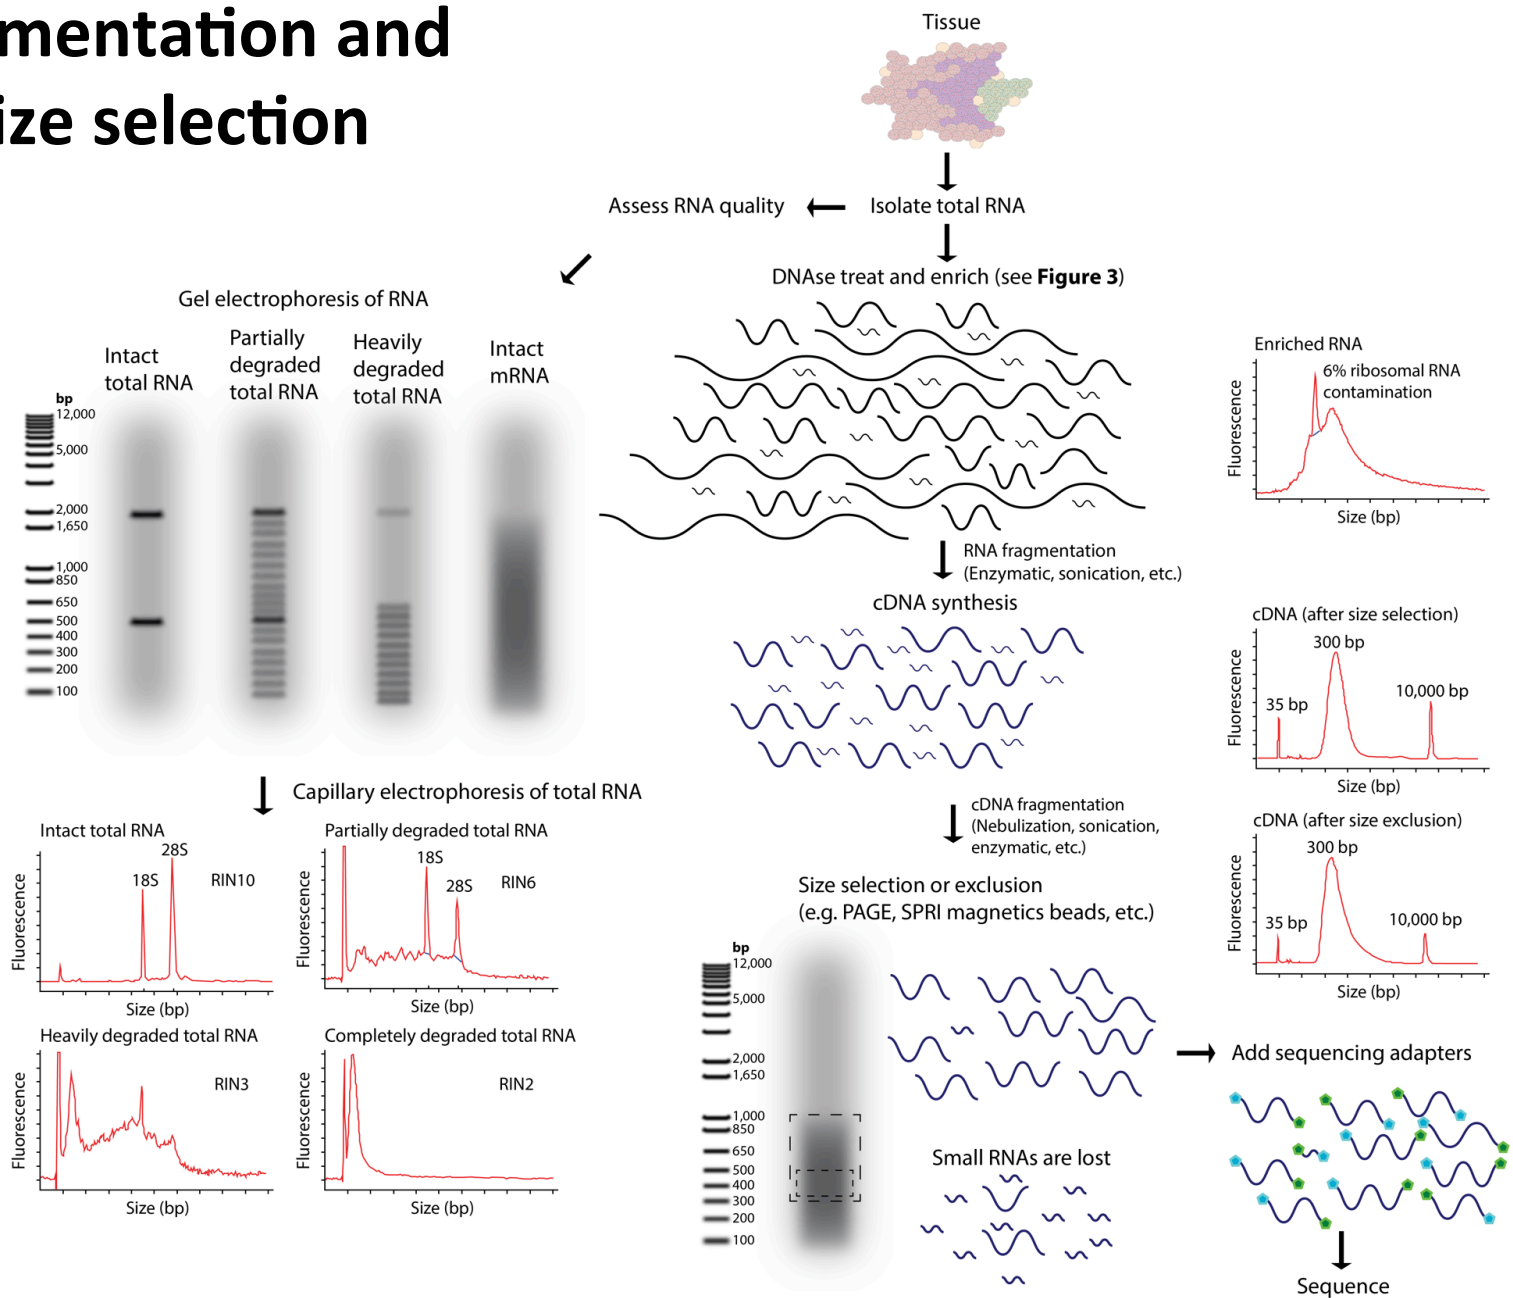 mentation and
ize selection
Tissue
Assess RNA quality
Isolate total RNA
DNAse treat and enrich (see Figure 3)
Gel electrophoresis of RNA
Intact
total RNA
Partially
degraded
total RNA
Heavily
degraded
total RNA
Intact
mRNA
bp
12,000
5,000
2,000
1,650
1,000
850
650
500
400
300
200
100
Enriched RNA
6% ribosomal RNA
contamination
Fluorescence
Size (bp)
RNA fragmentation
(Enzymatic, sonication, etc.)
cDNA synthesis
cDNA (after size selection)
300 bp
35 bp
10,000 bp
Fluorescence
Size (bp)
Capillary electrophoresis of total RNA
Intact total RNA
28S
18S
RIN10
Fluorescence
Size (bp)
Partially degraded total RNA
18S
28S
RIN6
Fluorescence
Size (bp)
Heavily degraded total RNA
RIN3
Fluorescence
Size (bp)
Completely degraded total RNA
RIN2
Fluorescence
Size (bp)
cDNA fragmentation
(Nebulization, sonication,
enzymatic, etc.)
cDNA (after size exclusion)
300 bp
35 bp
10,000 bp
Fluorescence
Size (bp)
Size selection or exclusion
(e.g. PAGE, SPRI magnetics beads, etc.)
bp
12,000
5,000
2,000
1,650
1,000
850
650
500
400
300
200
100
Small RNAs are lost
Add sequencing adapters
Sequence